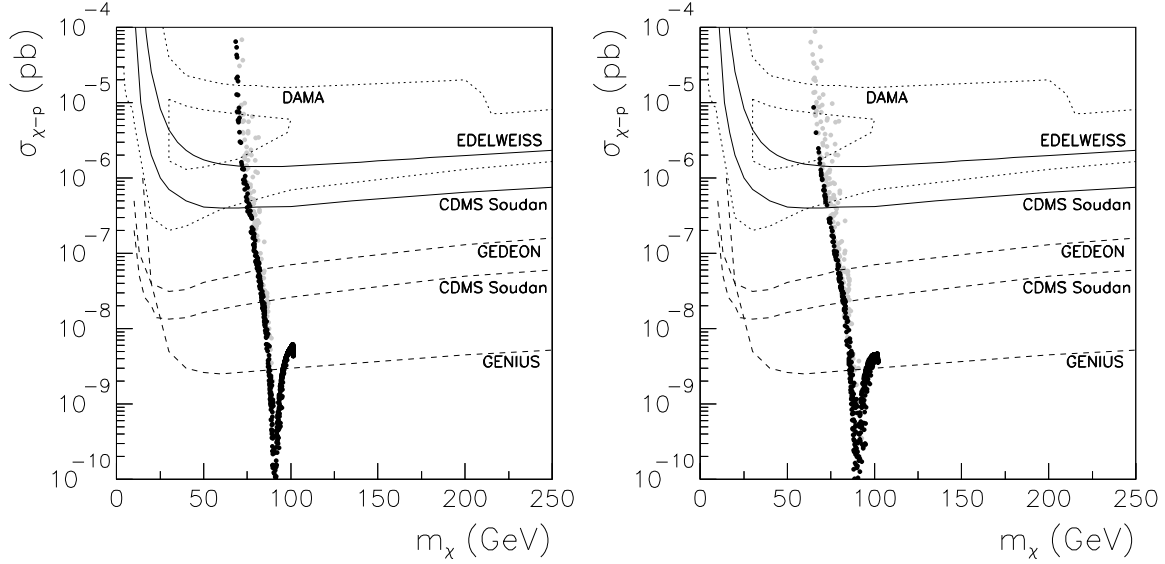 σχ-p (pb)
10-4
10-5
10-6
10-7
10-8
10-9
10-10
DAMA
EDELWEISS
CDMS Soudan
GEDEON
CDMS Soudan
GENIUS
0 50 100 150 200 250
mχ (GeV)
σχ-p (pb)
10-4
10-5
10-6
10-7
10-8
10-9
10-10
DAMA
EDELWEISS
CDMS Soudan
GEDEON
CDMS Soudan
GENIUS
0 50 100 150 200 250
mχ (GeV)